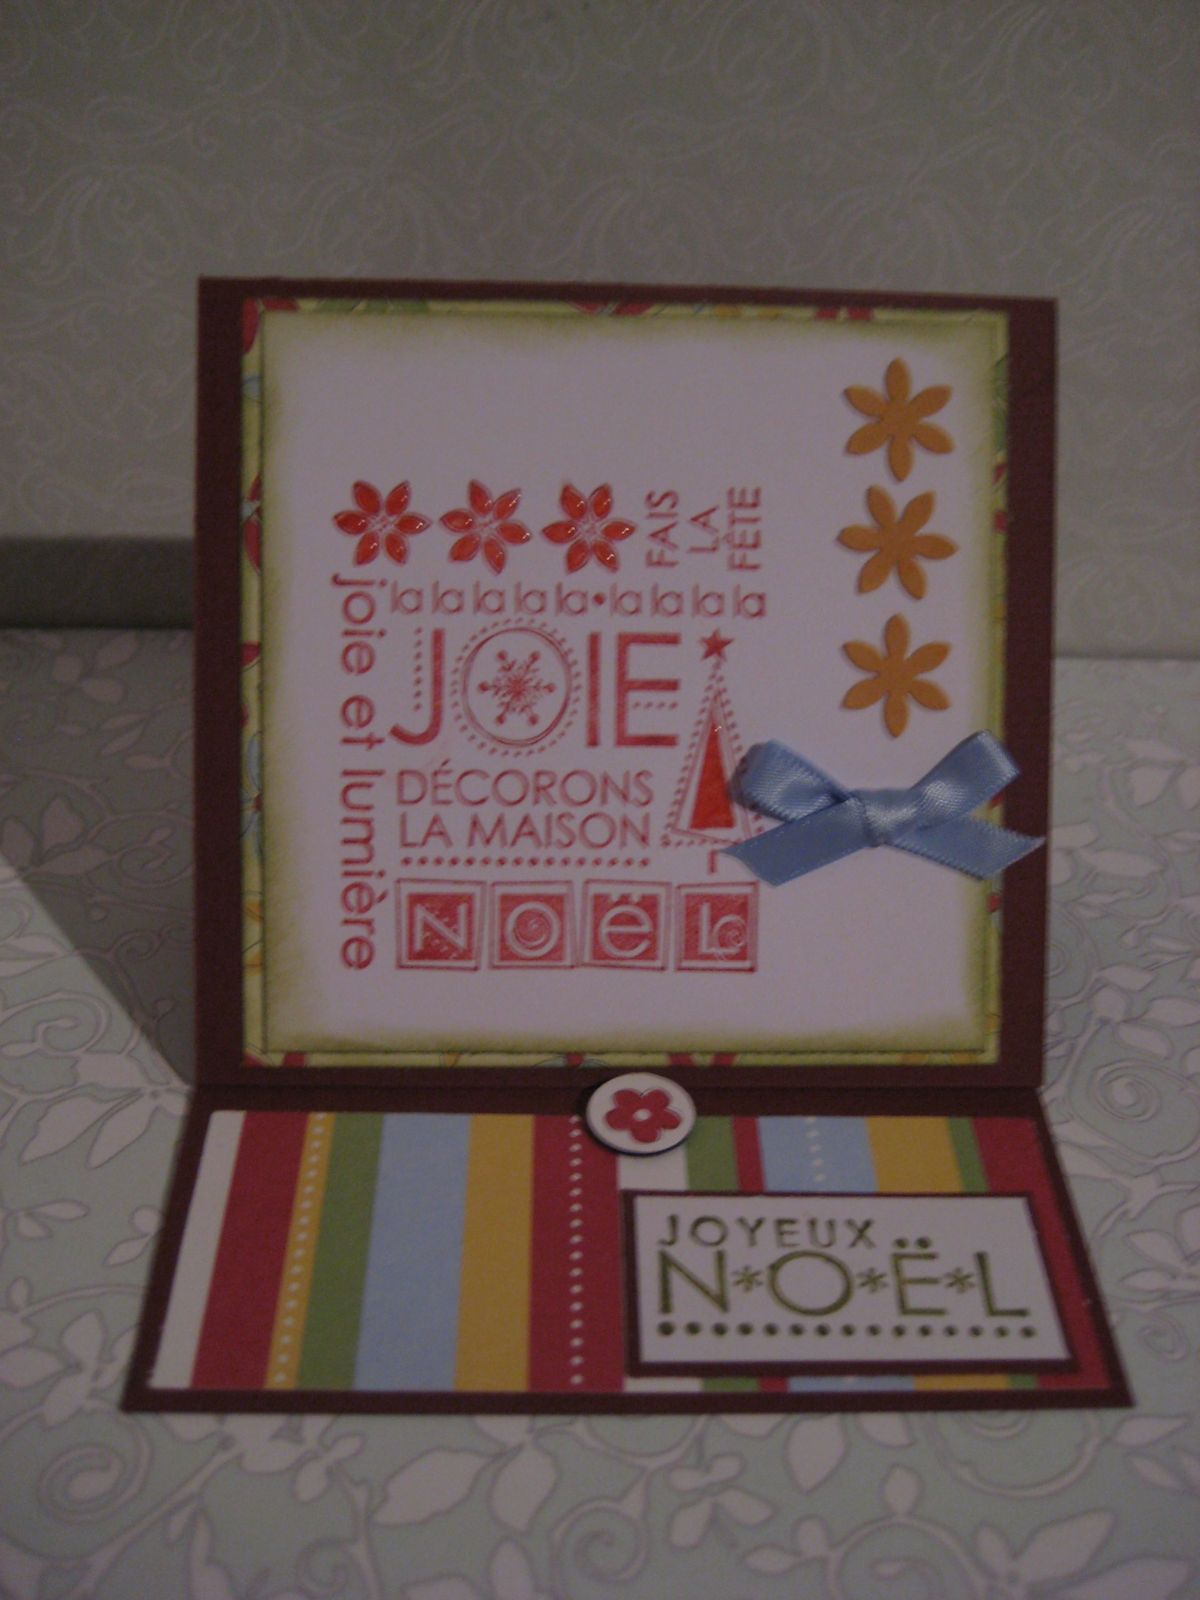 FAIS
LA
FÊTE
joie et lumière
la la la la la•la la la la
JOIE
DÉCORONS
LA MAISON
NOËL
JOYEUX
N*O*Ë*L